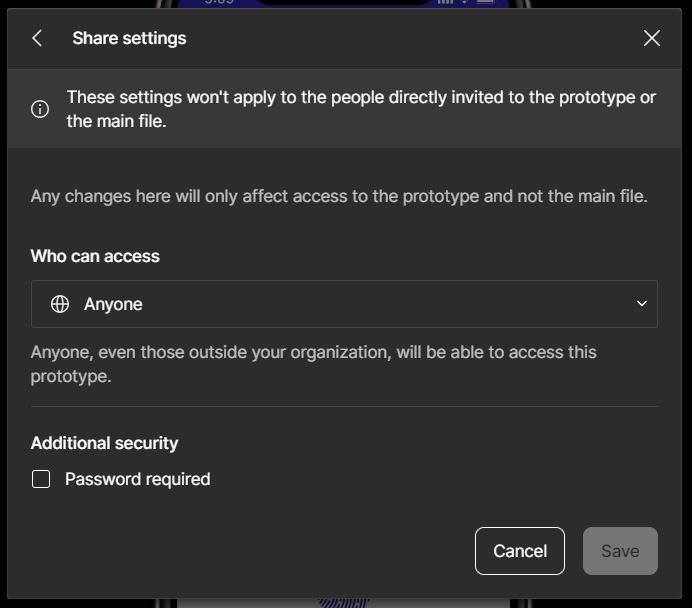 Share settings
These settings won't apply to the people directly invited to the prototype or
the main file.
Any changes here will only affect access to the prototype and not the main file.
Who can access
Anyone
Anyone, even those outside your organization, will be able to access this
prototype.
Additional security
Password required
Cancel
Save